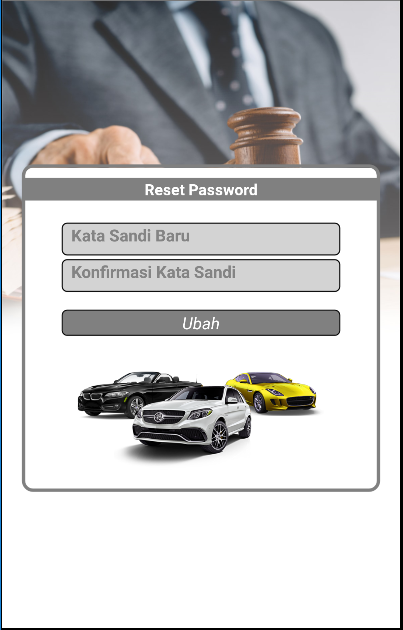 Reset Password
Kata Sandi Baru
Konfirmasi Kata Sandi
Ubah